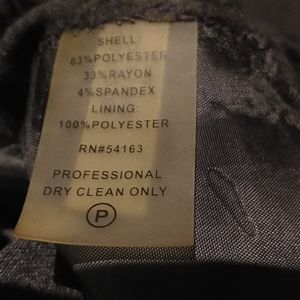 SHELL:
63%POLYESTER
33%RAYON
4%SPANDEX
LINING:
100%POLYESTER
RN#54163
PROFESSIONAL
DRY CLEAN ONLY
P